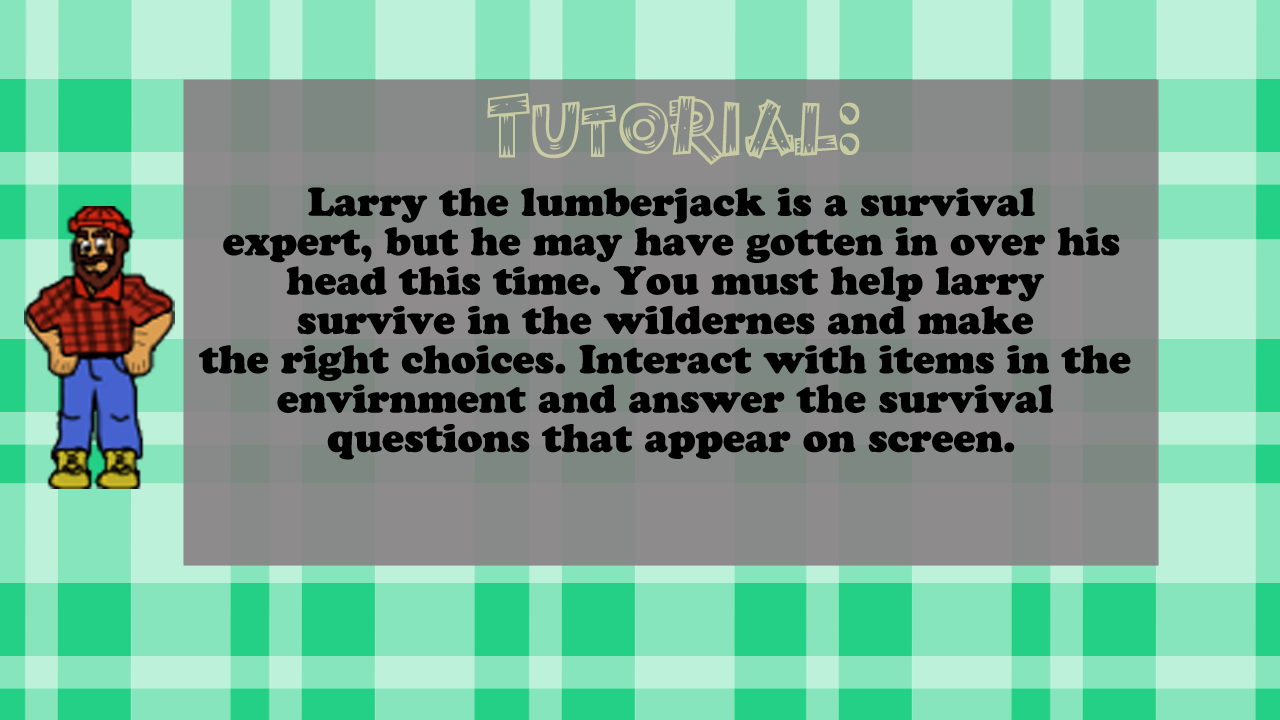 TUTORIAL:
Larry the lumberjack is a survival
expert, but he may have gotten in over his
head this time. You must help larry
survive in the wildernes and make
the right choices. Interact with items in the
envirnment and answer the survival
questions that appear on screen.